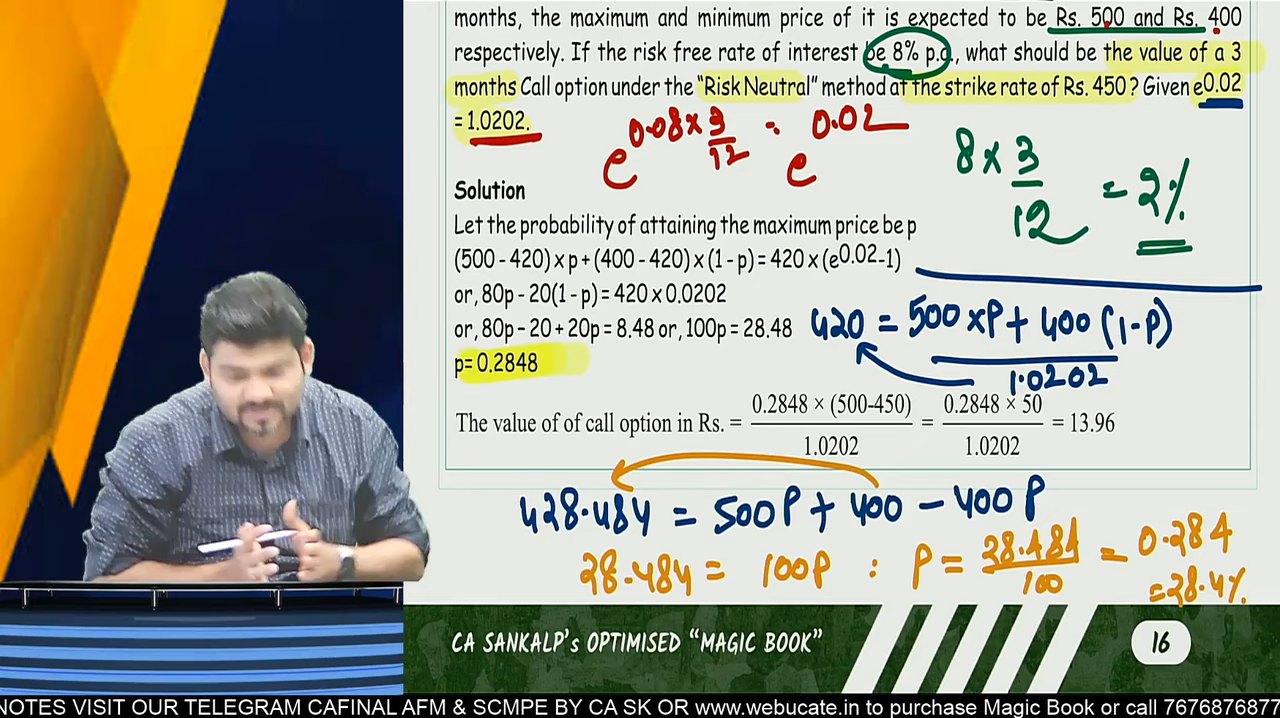 months, the maximum and minimum price of it is expected to be Rs. 500 and Rs. 400
respectively. If the risk free rate of interest be 8% p.a., what should be the value of a 3
months Call option under the “Risk Neutral” method at the strike rate of Rs. 450 ? Given e0.02
= 1.0202.
e 0.08 × 3/12 = e 0.02
8 × 3/12 = 2%
Solution
Let the probability of attaining the maximum price be p
(500 - 420) × p + (400 - 420) × (1 - p) = 420 × (e0.02-1)
or, 80p - 20(1 - p) = 420 x 0.0202
or, 80p – 20 + 20p = 8.48 or, 100p = 28.48
p= 0.2848
420 = 500 × P + 400 (1 - P)
1.0202
The value of of call option in Rs. = 0.2848 × (500-450) / 1.0202 = 0.2848 × 50 / 1.0202 = 13.96
428.484 = 500P + 400 - 400P
28.484 = 100P : P = 28.484/100 = 0.284
= 28.4%
CA SANKALP's OPTIMISED “MAGIC BOOK”
16
NOTES VISIT OUR TELEGRAM CAFINAL AFM & SCMPE BY CA SK OR www.webucate.in to purchase Magic Book or call 7676876877